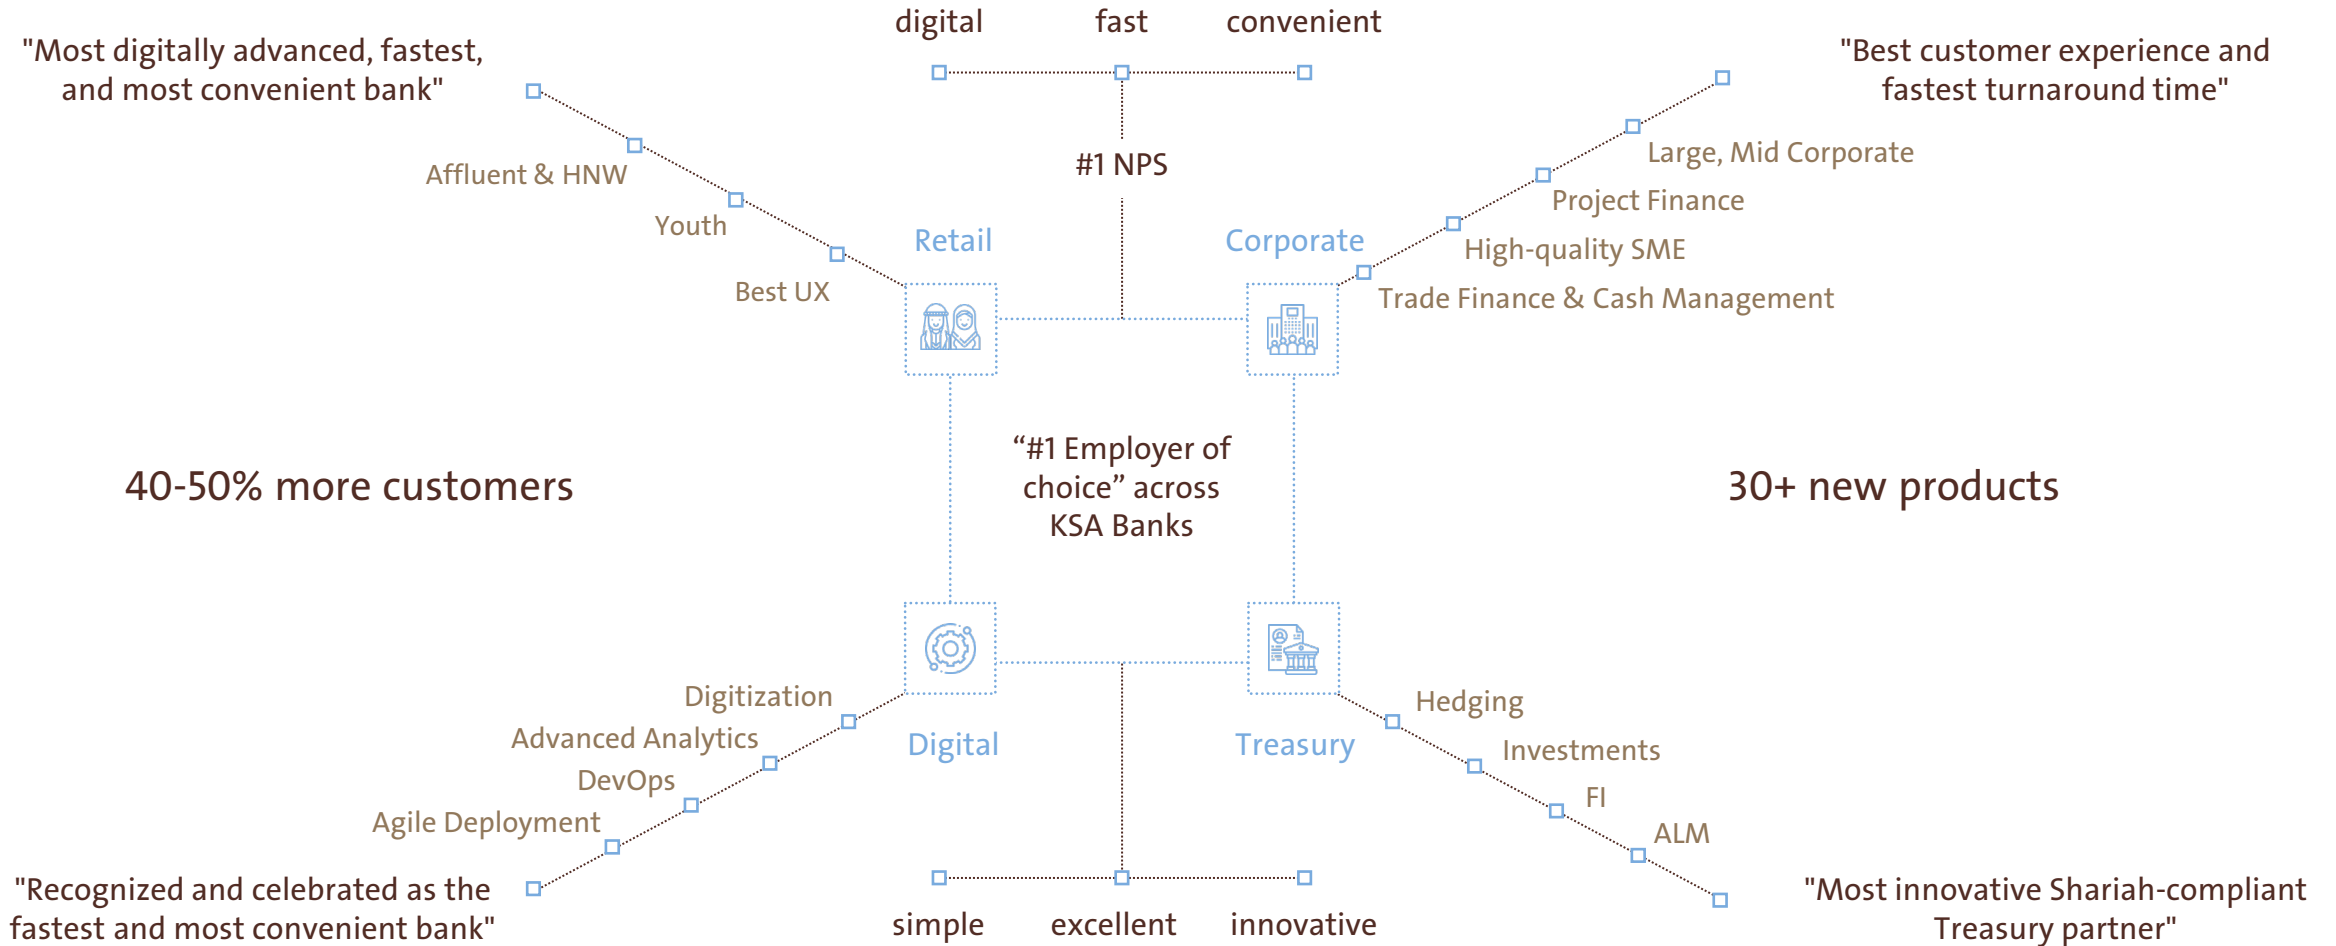 digital
fast
convenient
"Most digitally advanced, fastest,
and most convenient bank"
"Best customer experience and
fastest turnaround time"
#1 NPS
Affluent & HNW
Youth
Best UX
Retail
Corporate
Large, Mid Corporate
Project Finance
High-quality SME
Trade Finance & Cash Management
40-50% more customers
“#1 Employer of
choice” across
KSA Banks
30+ new products
Digitization
Advanced Analytics
DevOps
Agile Deployment
Digital
Treasury
Hedging
Investments
FI
ALM
"Recognized and celebrated as the
fastest and most convenient bank"
simple
excellent
innovative
"Most innovative Shariah-compliant
Treasury partner"